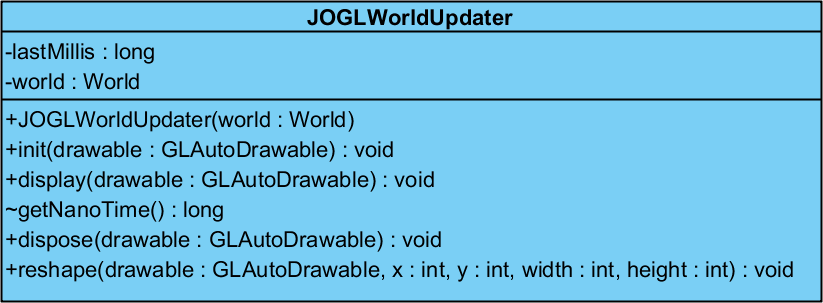 JOGLWorldUpdater
-lastMillis : long
-world : World
+JOGLWorldUpdater(world : World)
+init(drawable : GLAutoDrawable) : void
+display(drawable : GLAutoDrawable) : void
~getNanoTime() : long
+dispose(drawable : GLAutoDrawable) : void
+reshape(drawable : GLAutoDrawable, x : int, y : int, width : int, height : int) : void